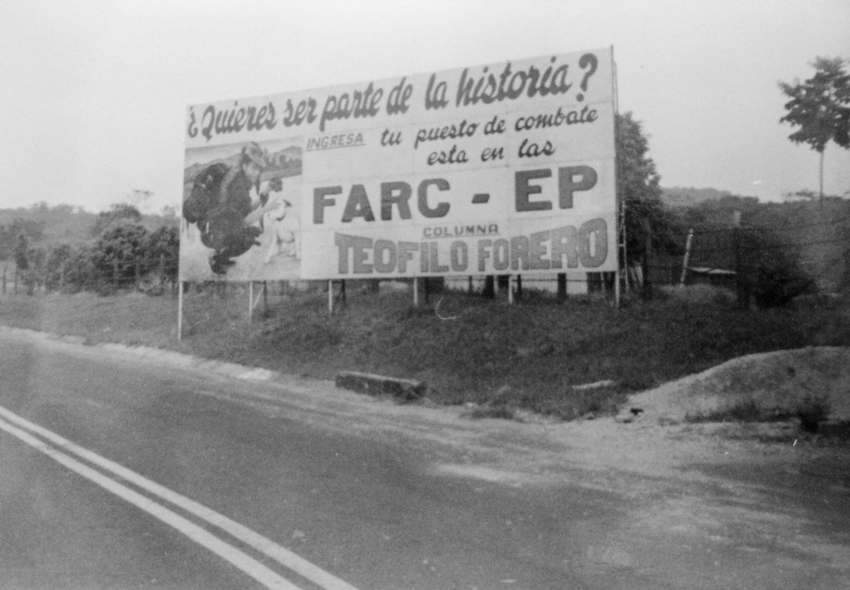 ¿Quieres ser parte de la historia?
INGRESA tu puesto de combate
esta en las
FARC - EP
COLUMNA
TEOFILO FORERO